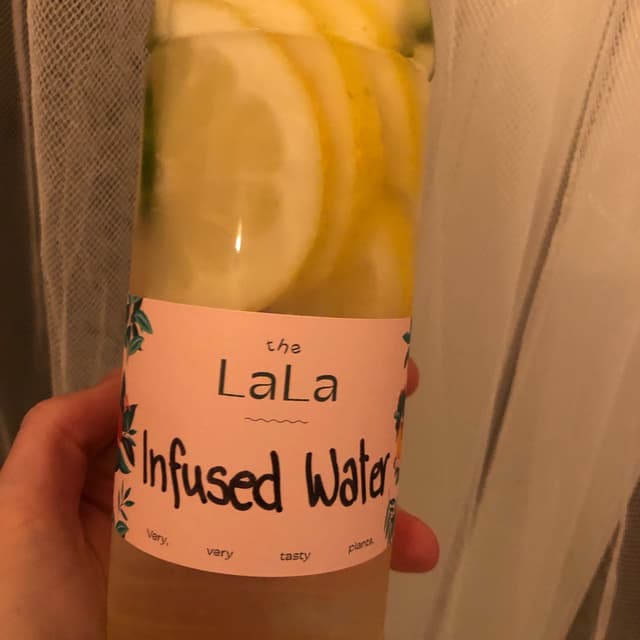 the
LaLa
Infused Water
Very, very tasty plants.